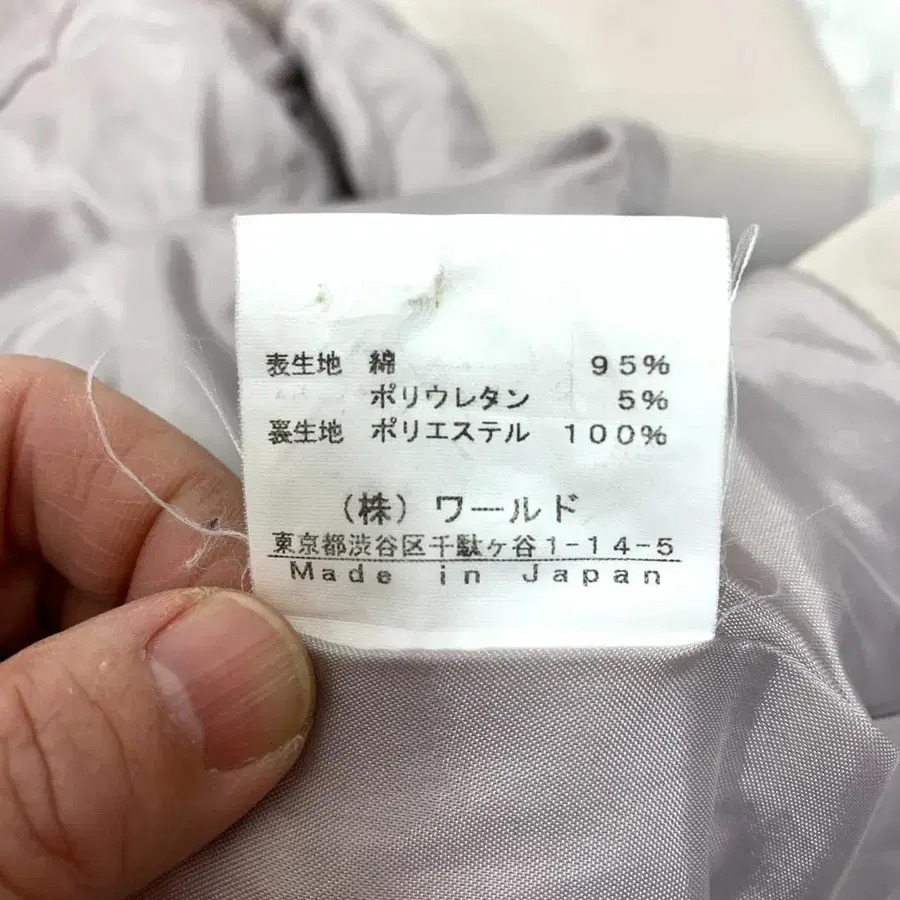 表生地 綿 95%
ポリウレタン 5%
裏生地 ポリエステル 100%
(株) ワールド
東京都渋谷区千駄ヶ谷1-14-5
Made in Japan